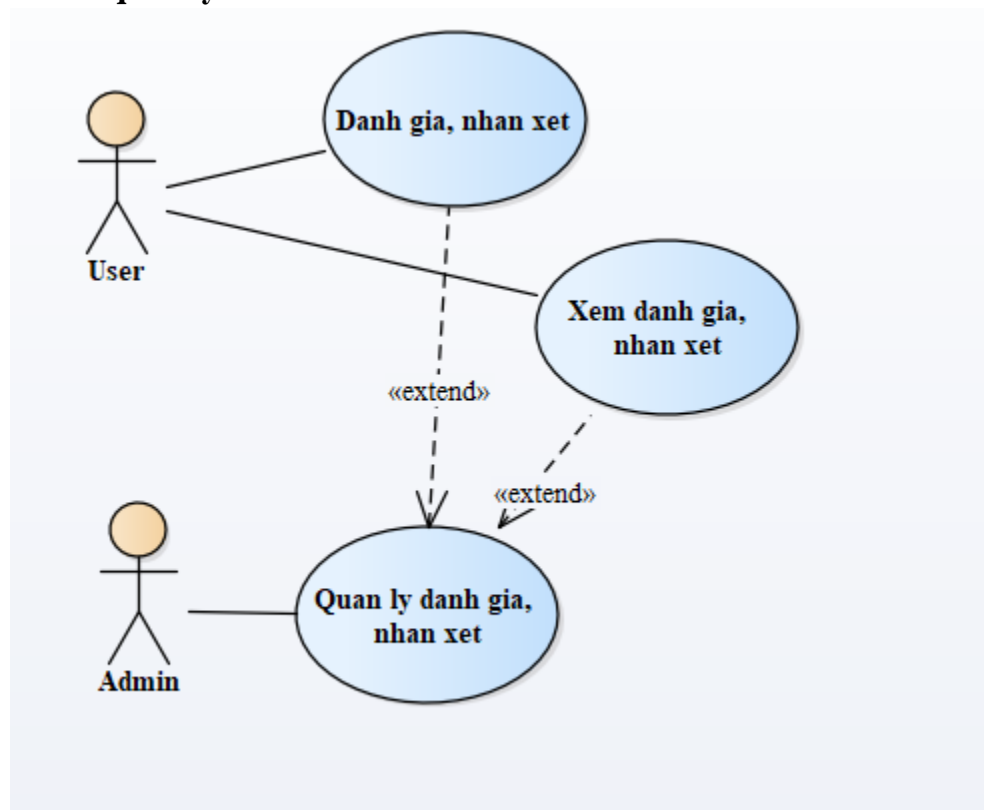 Danh gia, nhan xet
User
Xem danh gia,
nhan xet
«extend»
«extend»
Quan ly danh gia,
nhan xet
Admin